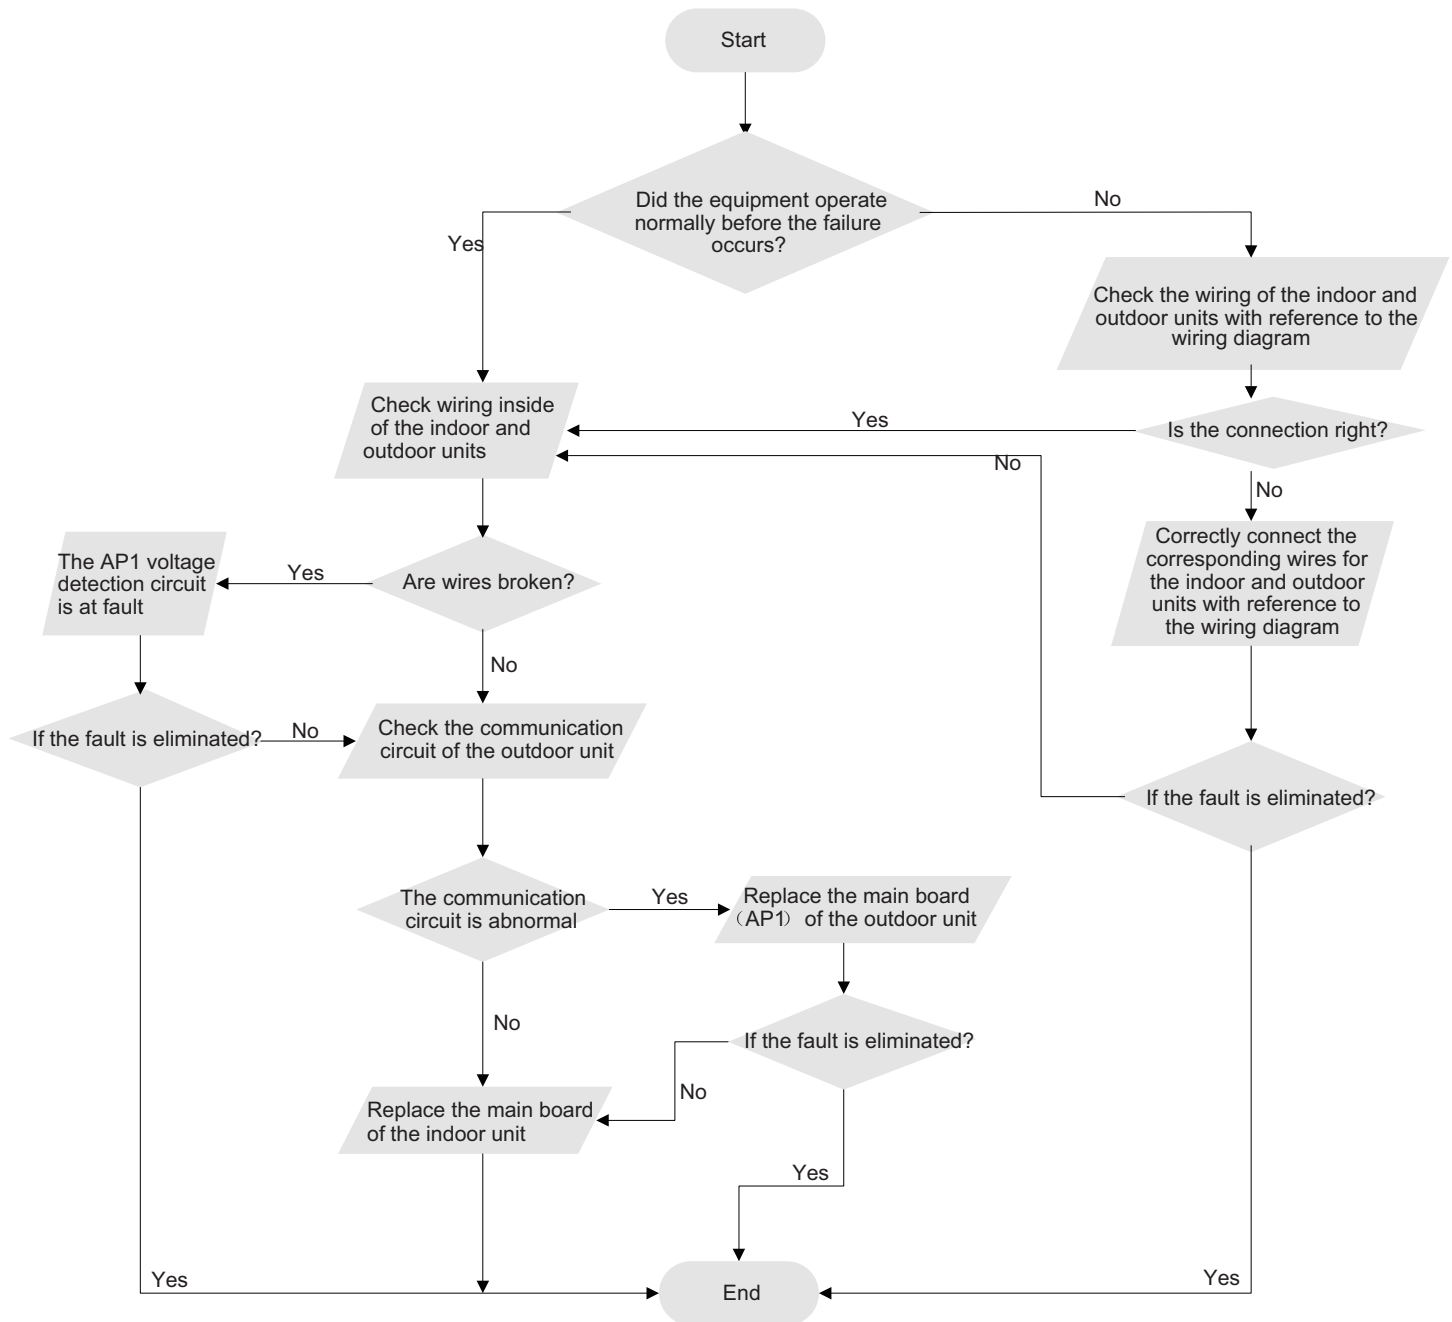 Start
Did the equipment operate
normally before the failure
occurs?
No
Yes
Check the wiring of the indoor and
outdoor units with reference to the
wiring diagram
Check wiring inside
of the indoor and
outdoor units
Yes
Is the connection right?
No
No
Correctly connect the
corresponding wires for
the indoor and outdoor
units with reference to
the wiring diagram
The AP1 voltage
detection circuit
is at fault
Yes
Are wires broken?
No
If the fault is eliminated?
No
Check the communication
circuit of the outdoor unit
If the fault is eliminated?
The communication
circuit is abnormal
Yes
Replace the main board
（AP1） of the outdoor unit
No
If the fault is eliminated?
No
Replace the main board
of the indoor unit
Yes
Yes
End
Yes